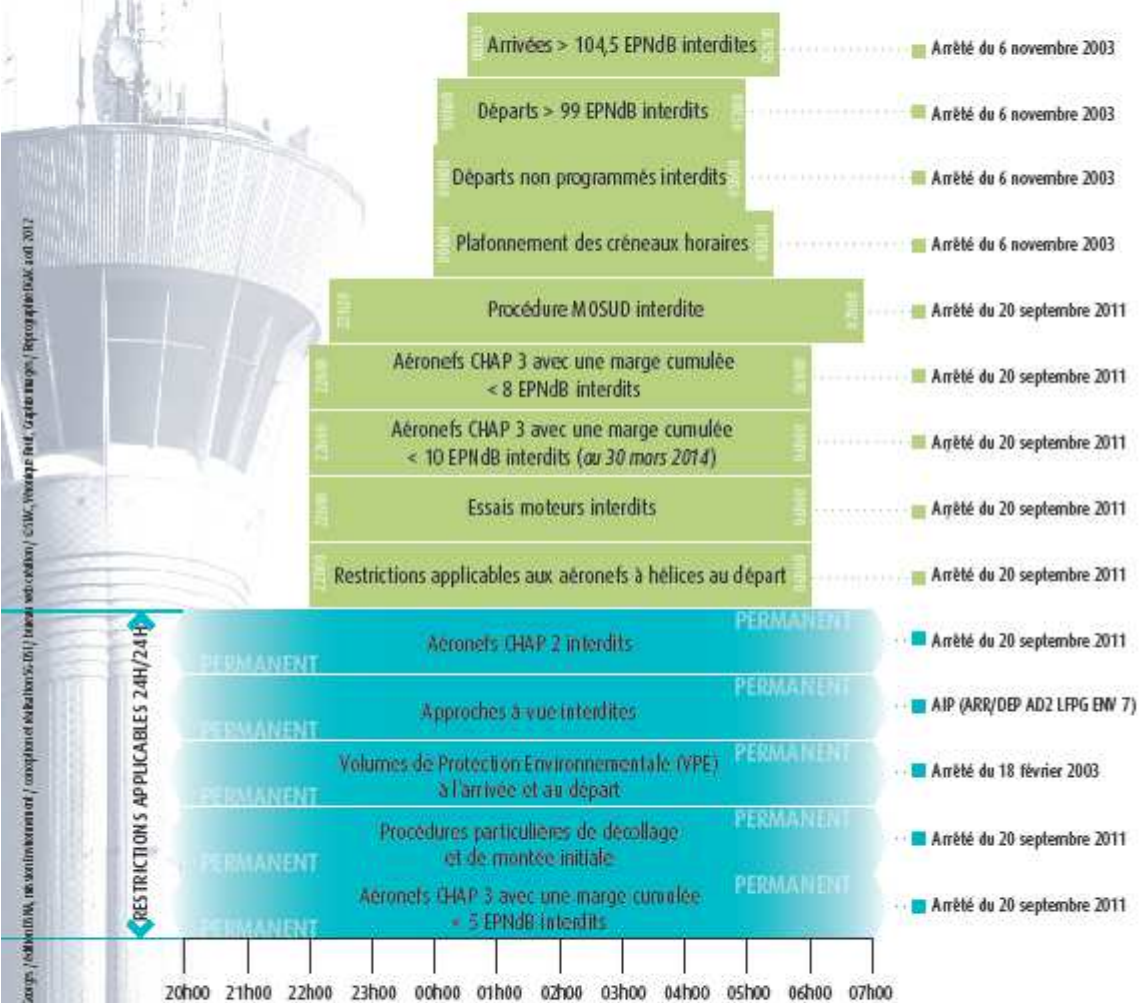 Arrivées > 104,5 EPNdB interdites
Arrêté du 6 novembre 2003
Départs > 99 EPNdB interdits
Arrêté du 6 novembre 2003
Départs non programmés interdits
Arrêté du 6 novembre 2003
Plafonnement des créneaux horaires
Arrêté du 6 novembre 2003
Procédure MOSUD interdite
Arrêté du 20 septembre 2011
Aéronefs CHAP 3 avec une marge cumulée
< 8 EPNdB interdits
Arrêté du 20 septembre 2011
Aéronefs CHAP 3 avec une marge cumulée
< 10 EPNdB interdits (au 30 mars 2014)
Arrêté du 20 septembre 2011
Essais moteurs interdits
Arrêté du 20 septembre 2011
Restrictions applicables aux aéronefs à hélices au départ
Arrêté du 20 septembre 2011
RESTRICTIONS APPLICABLES 24H/24H
PERMANENT
Aéronefs CHAP 2 interdits
PERMANENT
Arrêté du 20 septembre 2011
PERMANENT
Approches à vue interdites
AIP (ARR/DEP AD2 LFPG ENV 7)
PERMANENT
Volumes de Protection Environnementale (VPE)
à l'arrivée et au départ
PERMANENT
Arrêté du 18 février 2003
PERMANENT
Procédures particulières de décollage
et de montée initiale
PERMANENT
Arrêté du 20 septembre 2011
PERMANENT
Aéronefs CHAP 3 avec une marge cumulée
5 EPNdB interdits
PERMANENT
Arrêté du 20 septembre 2011
20h00 21h00 22h00 23h00 00h00 01h00 02h00 03h00 04h00 05h00 06h00 07h00